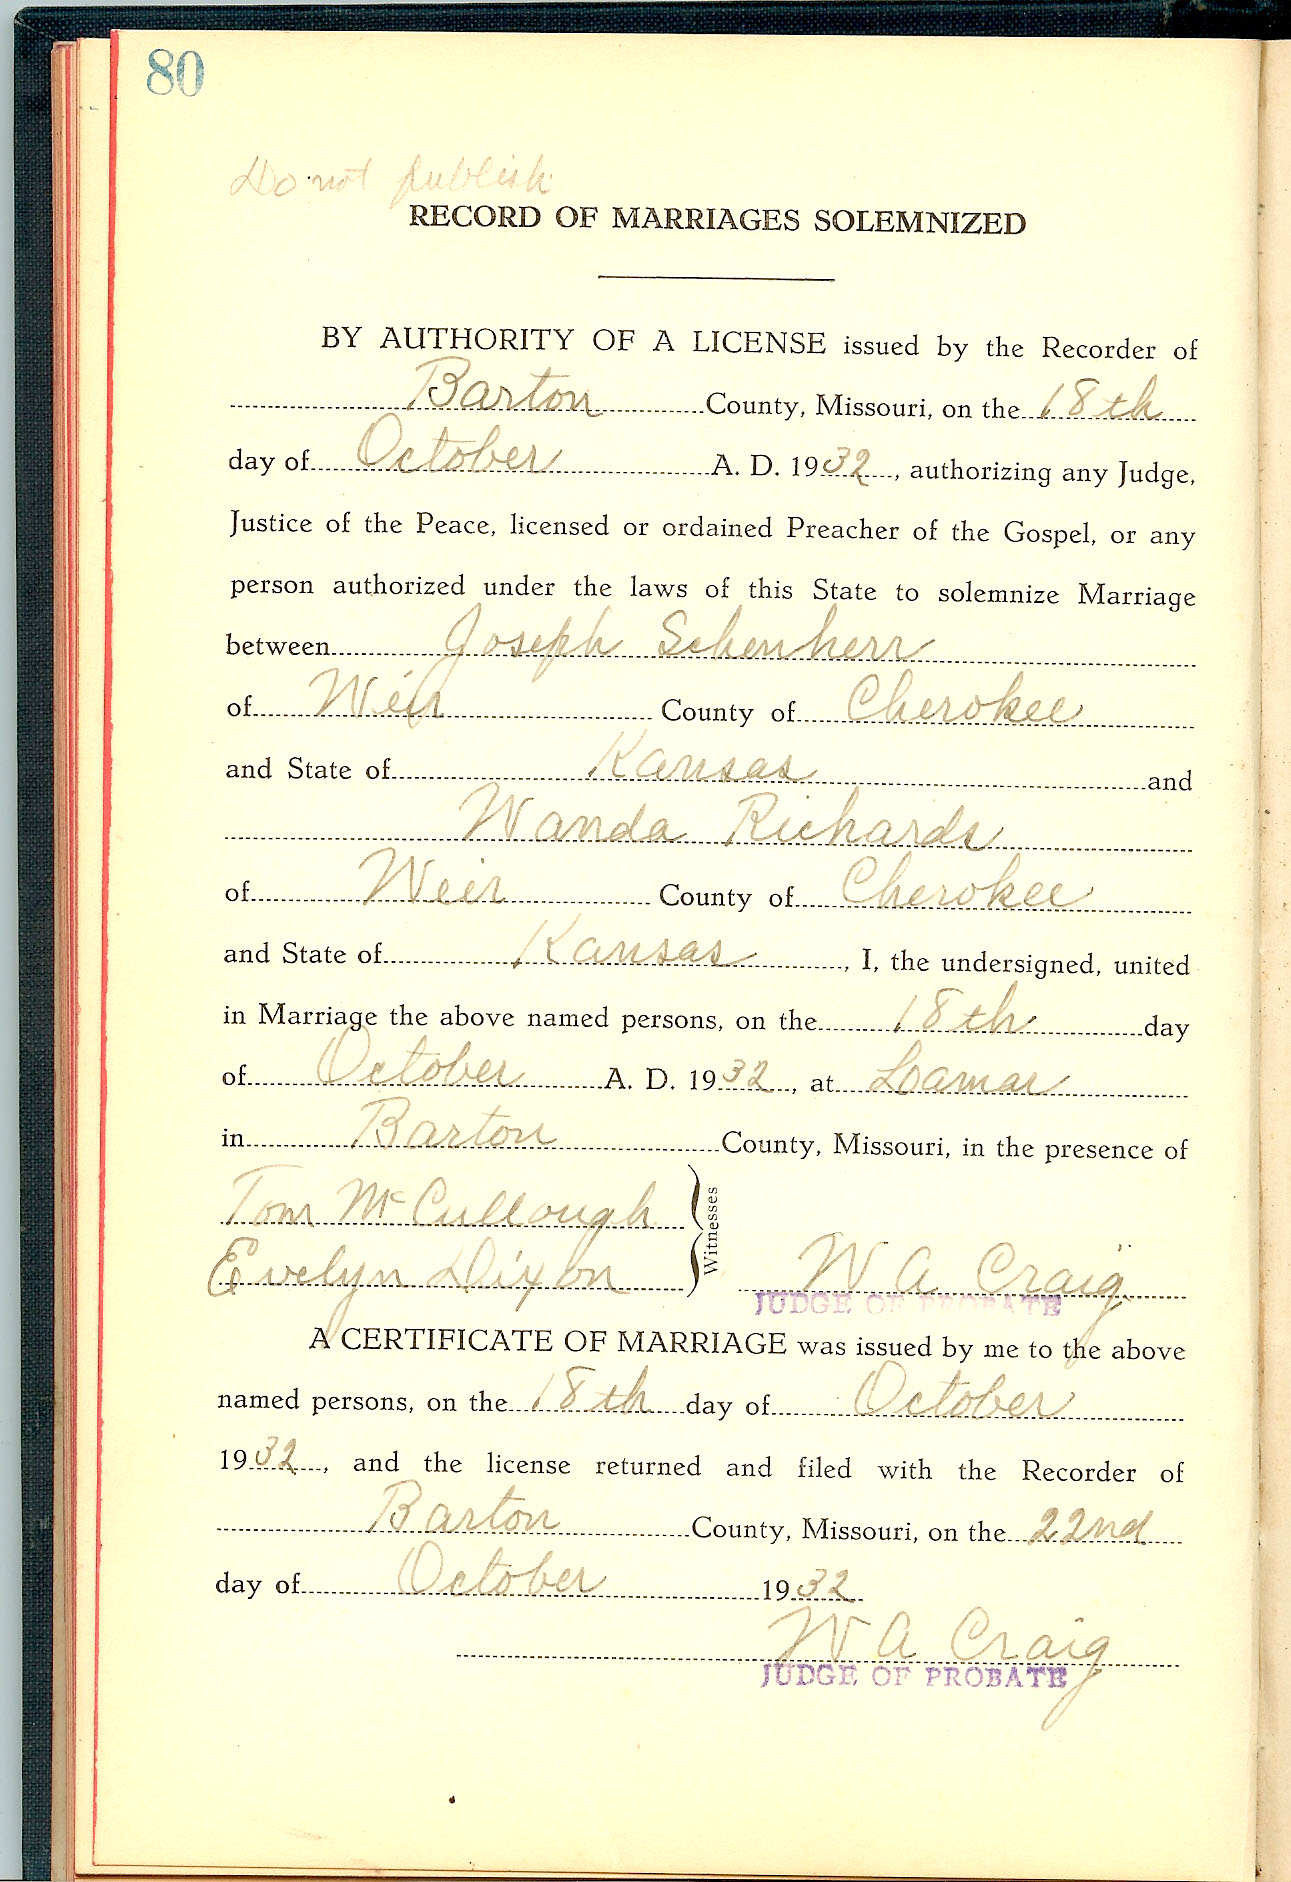 80
Do not publish
RECORD OF MARRIAGES SOLEMNIZED
BY AUTHORITY OF A LICENSE issued by the Recorder of
Barton County, Missouri, on the 18th
day of October A. D. 1932, authorizing any Judge,
Justice of the Peace, licensed or ordained Preacher of the Gospel, or any
person authorized under the laws of this State to solemnize Marriage
between Joseph Schenherr
of Weir County of Cherokee
and State of Kansas and
Wanda Richards
of Weir County of Cherokee
and State of Kansas, I, the undersigned, united
in Marriage the above named persons, on the 18th day
of October A. D. 1932, at Lamar
in Barton County, Missouri, in the presence of
Tom McCullough
Evelyn Dixon
Witnesses
W A Craig
JUDGE OF PROBATE
A CERTIFICATE OF MARRIAGE was issued by me to the above
named persons, on the 18th day of October
1932, and the license returned and filed with the Recorder of
Barton County, Missouri, on the 22nd
day of October 1932
W A Craig
JUDGE OF PROBATE